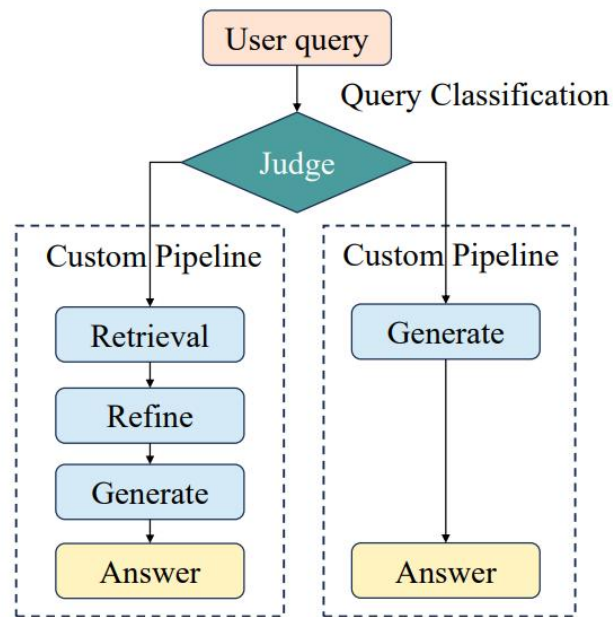 User query
Query Classification
Judge
Custom Pipeline
Retrieval
Refine
Generate
Answer
Custom Pipeline
Generate
Answer